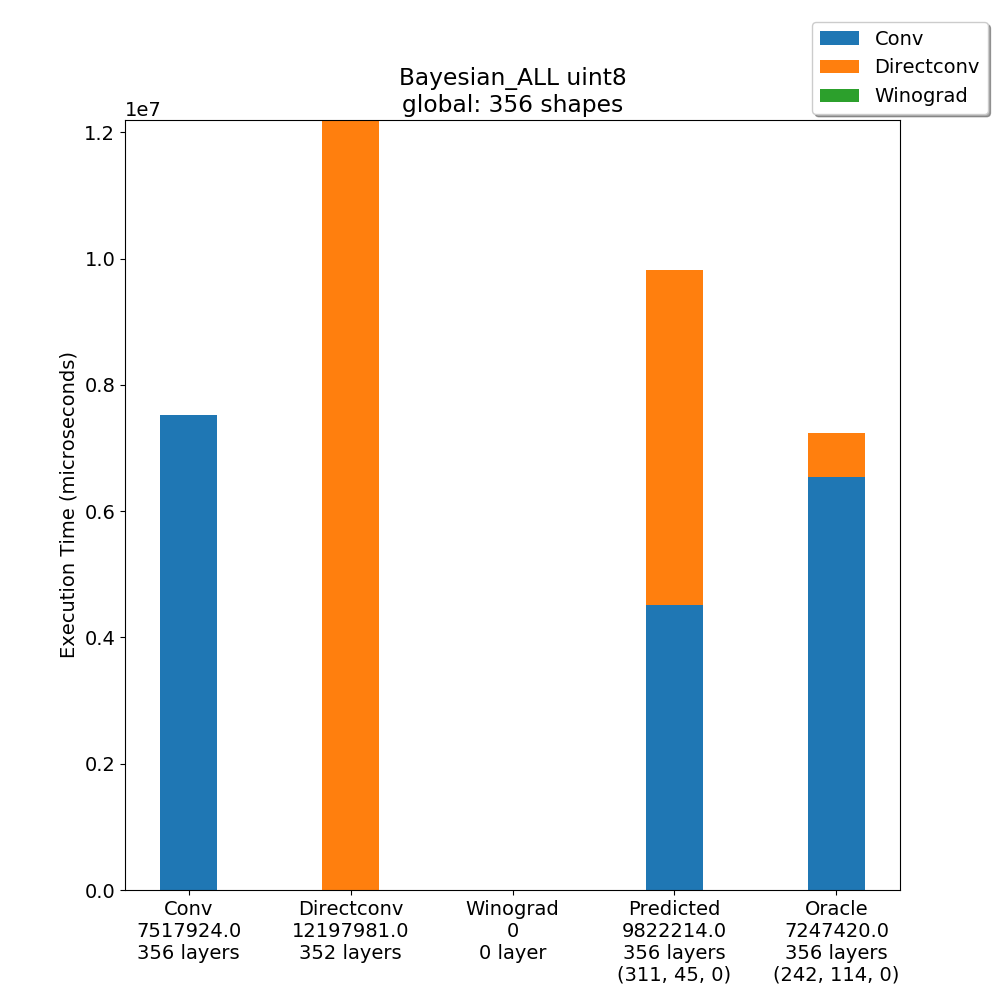 Conv
Directconv
Winograd
Bayesian_ALL uint8
global: 356 shapes
1e7
1.2
1.0
0.8
0.6
0.4
0.2
0.0
Execution Time (microseconds)
Conv
7517924.0
356 layers
Directconv
12197981.0
352 layers
Winograd
0
0 layer
Predicted
9822214.0
356 layers
(311, 45, 0)
Oracle
7247420.0
356 layers
(242, 114, 0)